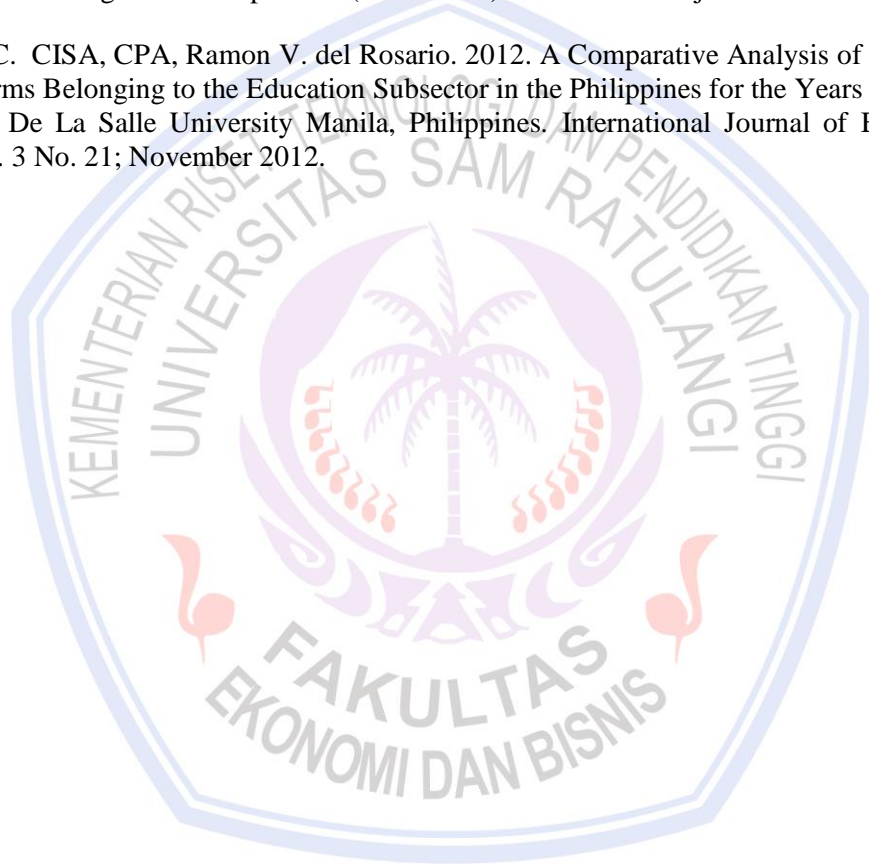 C. CISA, CPA, Ramon V. del Rosario. 2012. A Comparative Analysis of
rms Belonging to the Education Subsector in the Philippines for the Years
De La Salle University Manila, Philippines. International Journal of
. 3 No. 21; November 2012.
KEMENTERIAN RISET TEKNOLOGI DAN PENDIDIKAN TINGGI
UNIVERSITAS SAM RATULANGI
FAKULTAS
EKONOMI DAN BISNIS